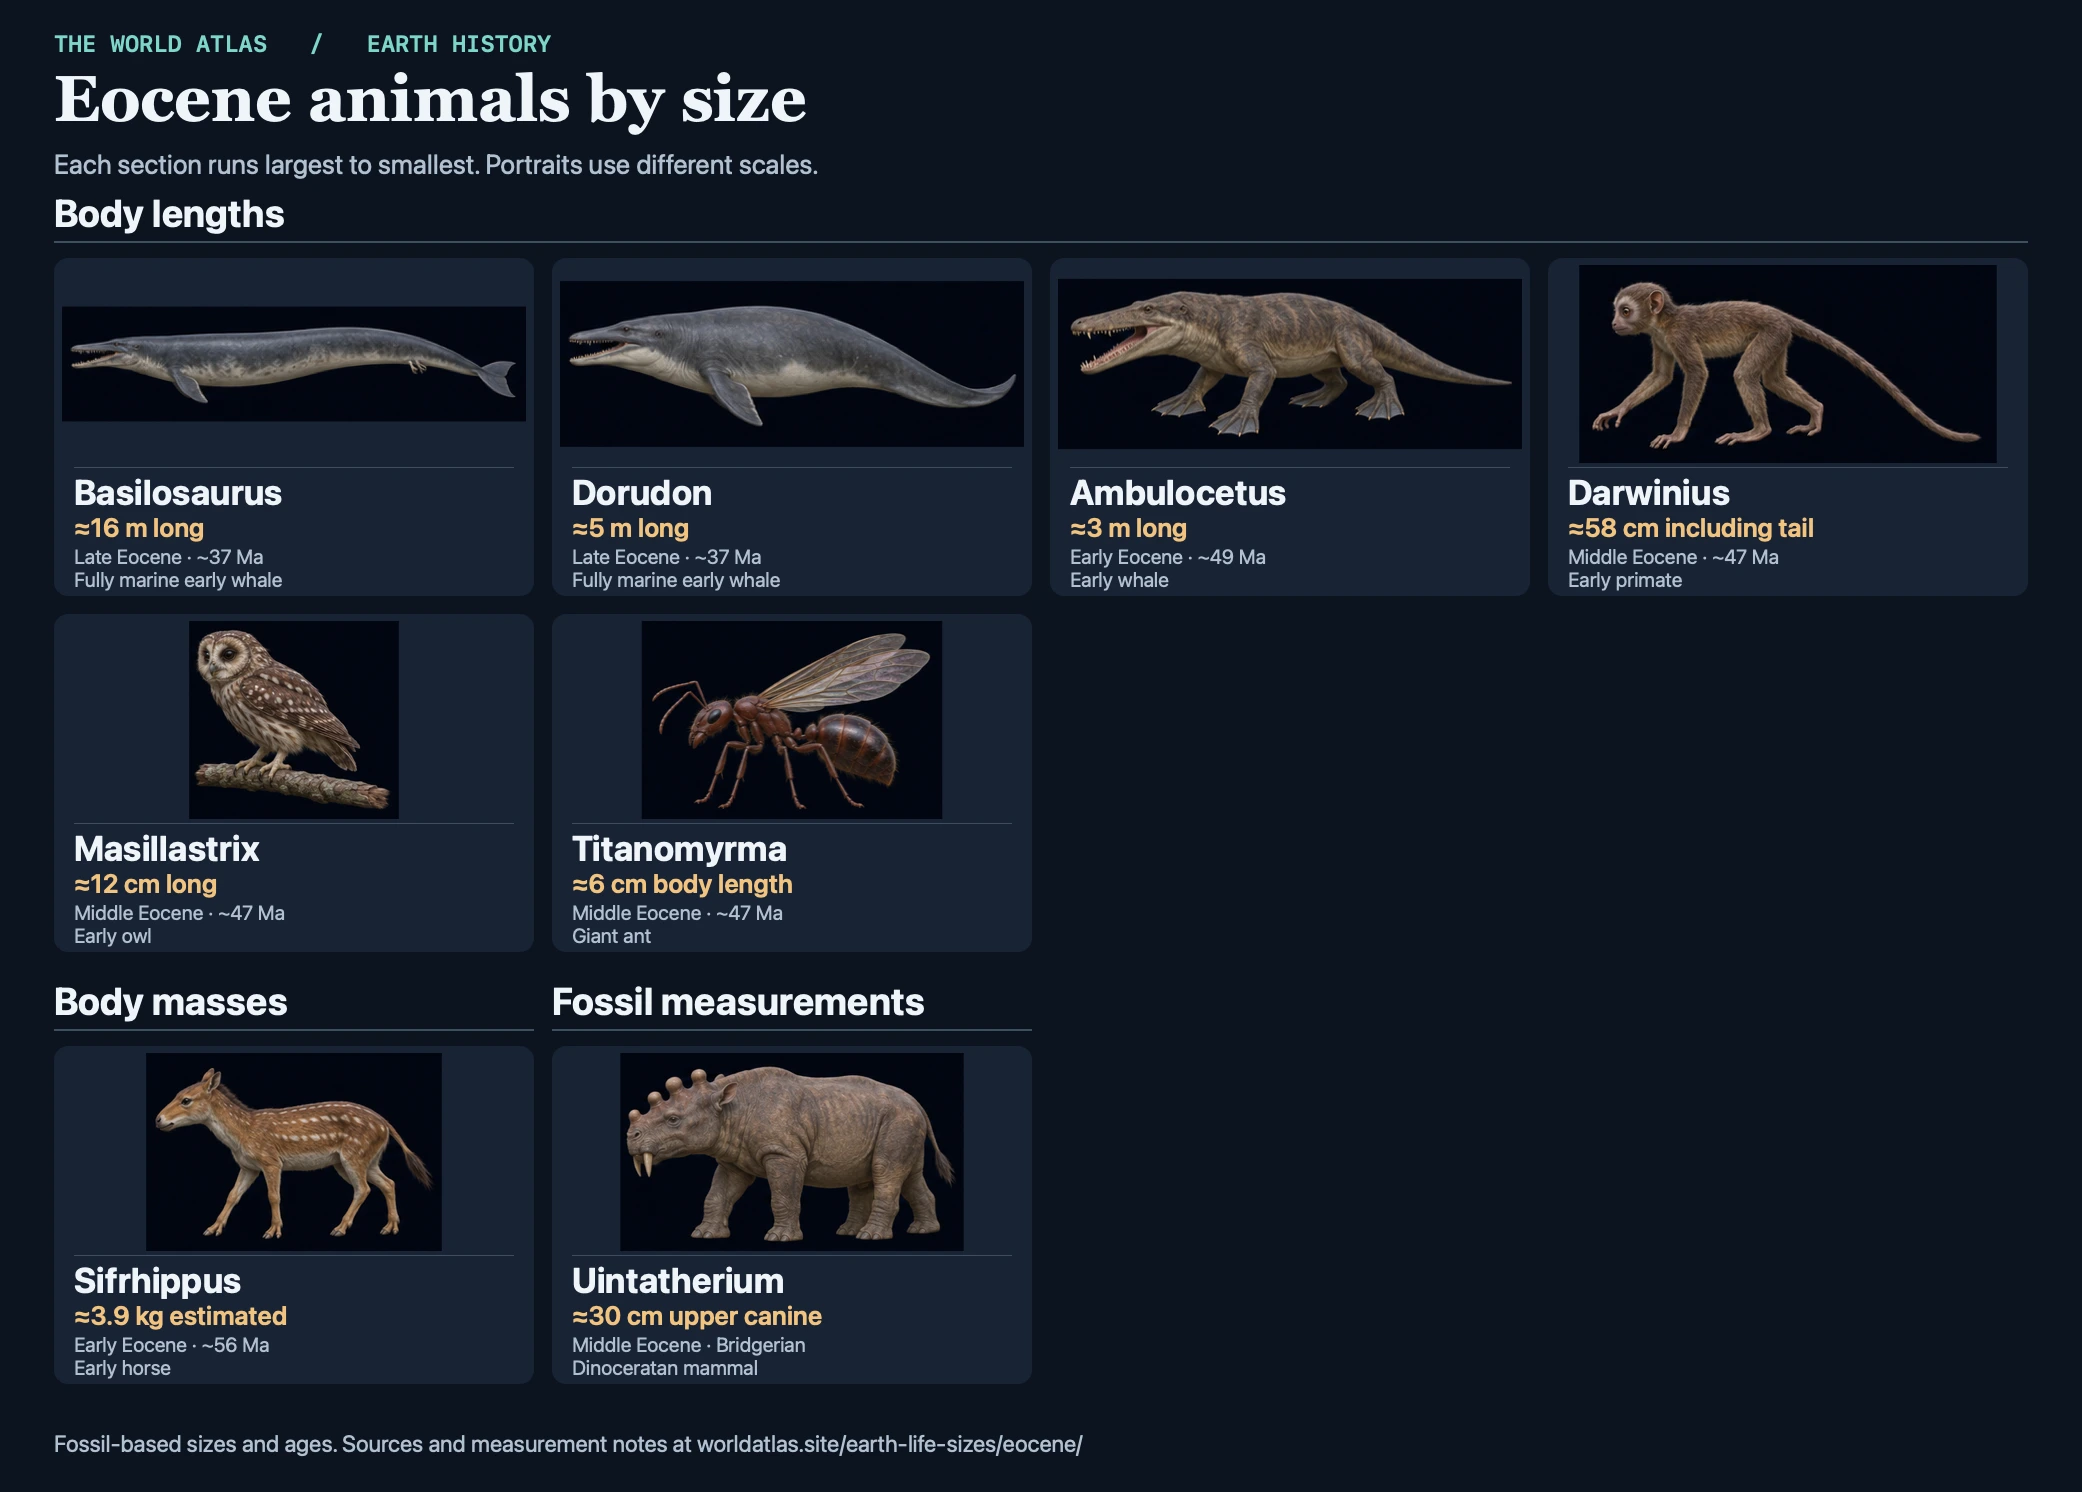 THE WORLD ATLAS / EARTH HISTORY
Eocene animals by size
Each section runs largest to smallest. Portraits use different scales.
Body lengths
Basilosaurus
≈16 m long
Late Eocene · ~37 Ma
Fully marine early whale
Dorudon
≈5 m long
Late Eocene · ~37 Ma
Fully marine early whale
Ambulocetus
≈3 m long
Early Eocene · ~49 Ma
Early whale
Darwinius
≈58 cm including tail
Middle Eocene · ~47 Ma
Early primate
Masillastrix
≈12 cm long
Middle Eocene · ~47 Ma
Early owl
Titanomyrma
≈6 cm body length
Middle Eocene · ~47 Ma
Giant ant
Body masses
Sifrhippus
≈3.9 kg estimated
Early Eocene · ~56 Ma
Early horse
Fossil measurements
Uintatherium
≈30 cm upper canine
Middle Eocene · Bridgerian
Dinoceratan mammal
Fossil-based sizes and ages. Sources and measurement notes at worldatlas.site/earth-life-sizes/eocene/